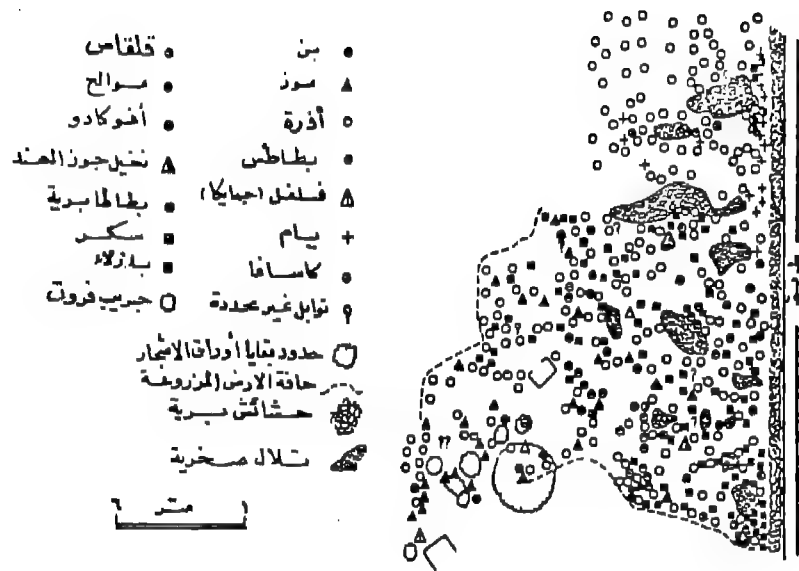 بن
موز
أذرة
بطاطس
فلفل (جمايكا)
يام
كاسافا
توابل غير محددة
قلقاس
موالح
أفوكادو
نخيل جوز الهند
بطاطا برية
سكر
بازلاء
جريب فروت
حدود بقايا أوراق الأشجار
حافة الأرض المزروعة
حشائش برية
تلال صخرية
متر
٦
١